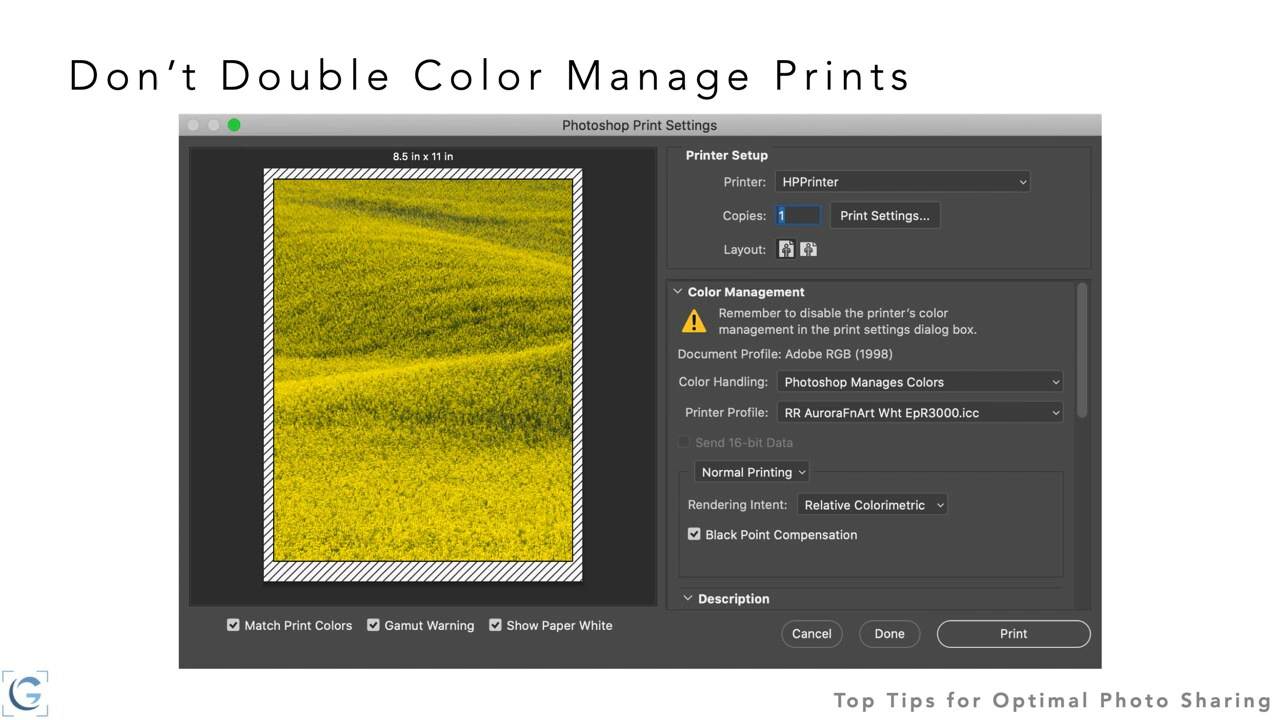 Don’t Double Color Manage Prints
Photoshop Print Settings
8.5 in x 11 in
Printer Setup
Printer: HPPrinter
Copies: 1 Print Settings...
Layout:
Color Management
Remember to disable the printer's color
management in the print settings dialog box.
Document Profile: Adobe RGB (1998)
Color Handling: Photoshop Manages Colors
Printer Profile: RR AuroraFnArt Wht EpR3000.icc
Send 16-bit Data
Normal Printing
Rendering Intent: Relative Colorimetric
Black Point Compensation
Description
Match Print Colors Gamut Warning Show Paper White
Cancel Done Print
G
Top Tips for Optimal Photo Sharing